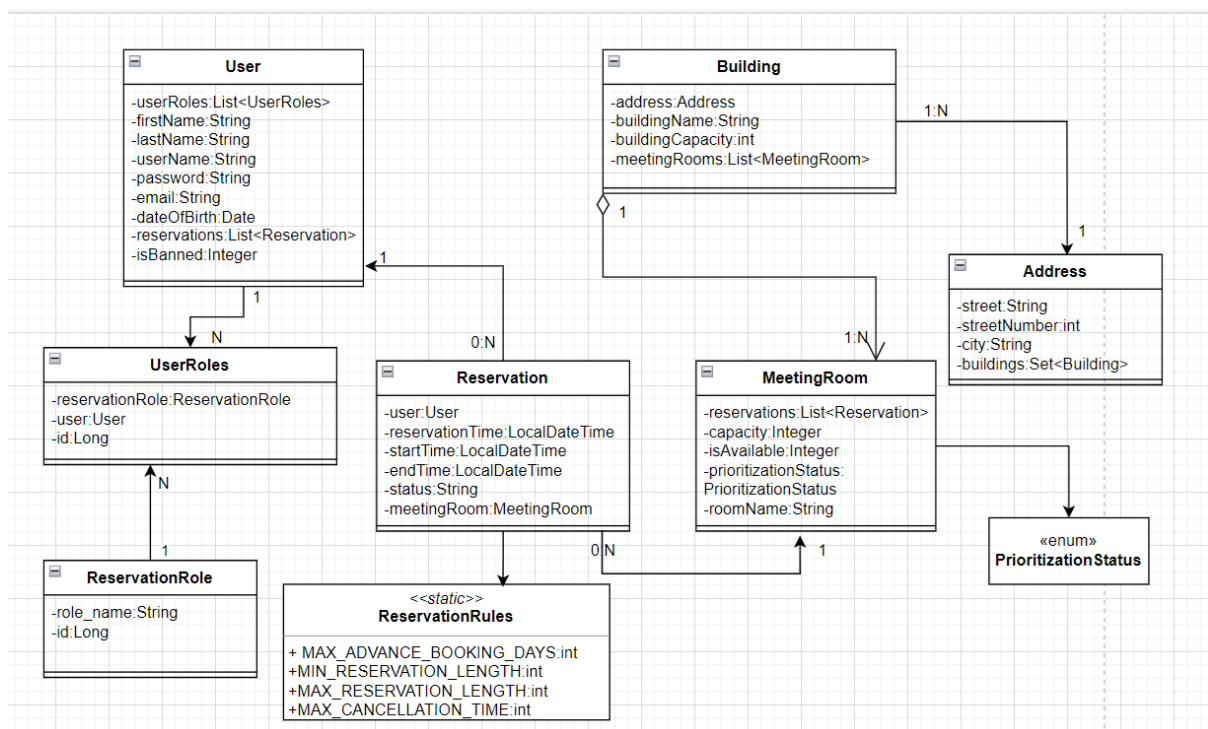 User
-userRoles:List<UserRoles>
-firstName:String
-lastName:String
-userName:String
-password:String
-email:String
-dateOfBirth:Date
-reservations:List<Reservation>
-isBanned:Integer
Building
-address:Address
-buildingName:String
-buildingCapacity:int
-meetingRooms:List<MeetingRoom>
1:N
1
1
Address
-street:String
-streetNumber:int
-city:String
-buildings:Set<Building>
1
1
N
0:N
1:N
UserRoles
-reservationRole:ReservationRole
-user:User
-id:Long
Reservation
-user:User
-reservationTime:LocalDateTime
-startTime:LocalDateTime
-endTime:LocalDateTime
-status:String
-meetingRoom:MeetingRoom
MeetingRoom
-reservations:List<Reservation>
-capacity:Integer
-isAvailable:Integer
-prioritizationStatus:
PrioritizationStatus
-roomName:String
N
1
0:N
1
«enum»
PrioritizationStatus
ReservationRole
-role_name:String
-id:Long
<<static>>
ReservationRules
+ MAX_ADVANCE_BOOKING_DAYS:int
+MIN_RESERVATION_LENGTH:int
+MAX_RESERVATION_LENGTH:int
+MAX_CANCELLATION_TIME:int